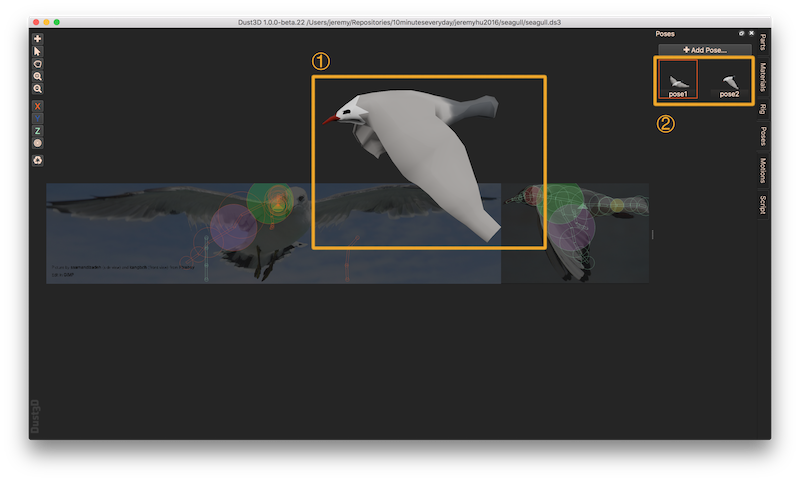 Dust3D 1.0.0-beta.22 /Users/jeremy/Repositories/10minuteseveryday/jeremyhu2016/seagull/seagull.ds3
Poses
Add Pose...
pose1
pose2
①
②
X
Y
Z
Parts
Materials
Rig
Poses
Motions
Script
Dust3D